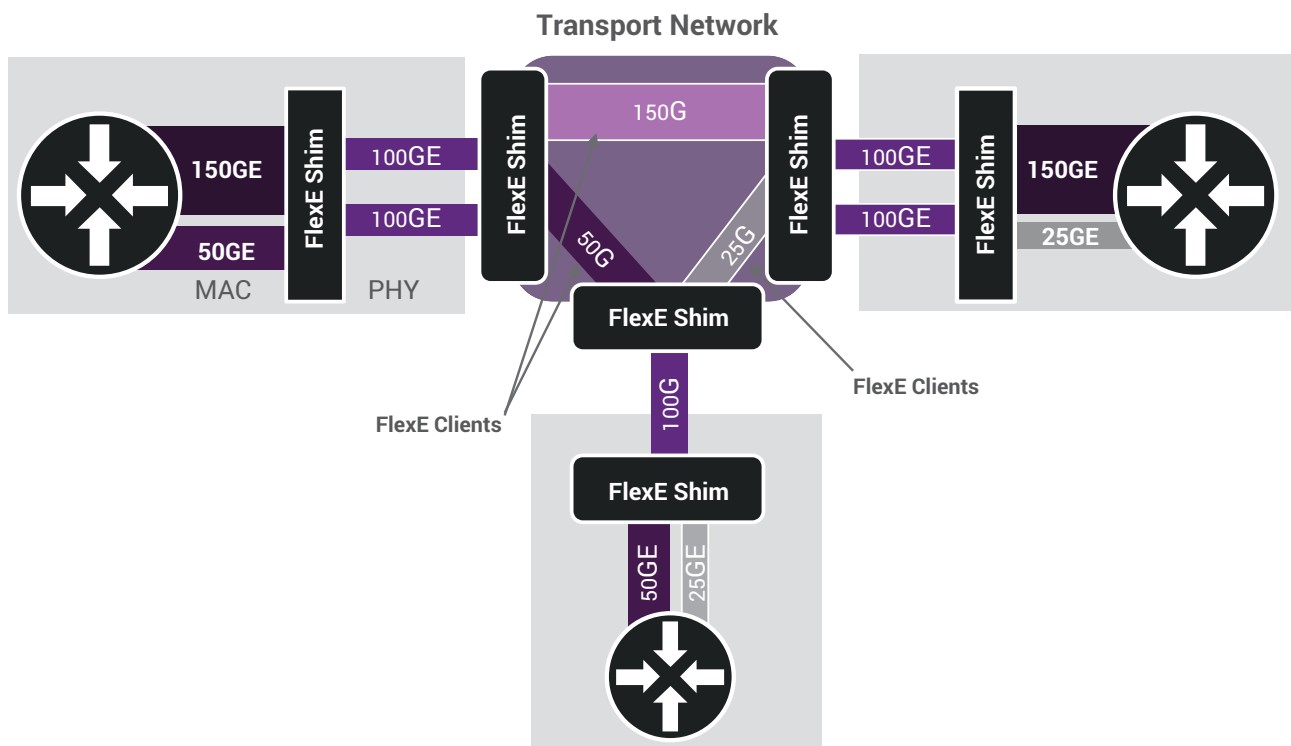 Transport Network
150GE
50GE
MAC
FlexE Shim
100GE
100GE
PHY
FlexE Shim
150G
50G
25G
FlexE Shim
FlexE Shim
100GE
100GE
FlexE Shim
150GE
25GE
FlexE Clients
FlexE Clients
100G
FlexE Shim
50GE
25GE